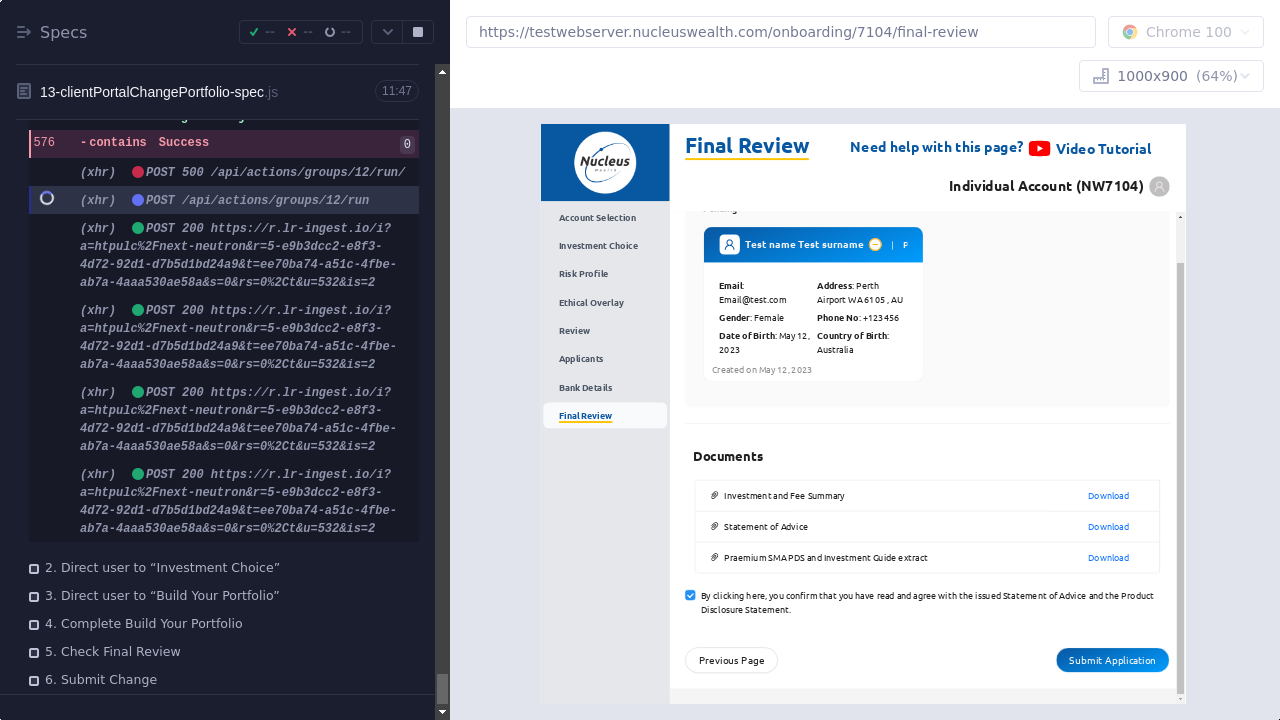 Specs
--
--
--
https://testwebserver.nucleuswealth.com/onboarding/7104/final-review
Chrome 100
1000x900 (64%)
13-clientPortalChangePortfolio-spec.js
11:47
576 -contains Success 0
(xhr) POST 500 /api/actions/groups/12/run/
(xhr) POST /api/actions/groups/12/run
(xhr) POST 200 https://r.lr-ingest.io/i?
a=htpulc%2Fnext-neutron&r=5-e9b3dcc2-e8f3-
4d72-92d1-d7b5d1bd24a9&t=ee70ba74-a51c-4fbe-
ab7a-4aaa530ae58a&s=0&rs=0%2Ct&u=532&is=2
(xhr) POST 200 https://r.lr-ingest.io/i?
a=htpulc%2Fnext-neutron&r=5-e9b3dcc2-e8f3-
4d72-92d1-d7b5d1bd24a9&t=ee70ba74-a51c-4fbe-
ab7a-4aaa530ae58a&s=0&rs=0%2Ct&u=532&is=2
(xhr) POST 200 https://r.lr-ingest.io/i?
a=htpulc%2Fnext-neutron&r=5-e9b3dcc2-e8f3-
4d72-92d1-d7b5d1bd24a9&t=ee70ba74-a51c-4fbe-
ab7a-4aaa530ae58a&s=0&rs=0%2Ct&u=532&is=2
(xhr) POST 200 https://r.lr-ingest.io/i?
a=htpulc%2Fnext-neutron&r=5-e9b3dcc2-e8f3-
4d72-92d1-d7b5d1bd24a9&t=ee70ba74-a51c-4fbe-
ab7a-4aaa530ae58a&s=0&rs=0%2Ct&u=532&is=2
2. Direct user to “Investment Choice”
3. Direct user to “Build Your Portfolio”
4. Complete Build Your Portfolio
5. Check Final Review
6. Submit Change
Nucleus
Wealth
Account Selection
Investment Choice
Risk Profile
Ethical Overlay
Review
Applicants
Bank Details
Final Review
Final Review
Need help with this page? Video Tutorial
Individual Account (NW7104)
Test name Test surname | P
Email:
Email@test.com
Gender: Female
Date of Birth: May 12,
2023
Address: Perth
Airport WA 6105 , AU
Phone No: +123456
Country of Birth:
Australia
Created on May 12, 2023
Documents
Investment and Fee Summary Download
Statement of Advice Download
Praemium SMA PDS and Investment Guide extract Download
By clicking here, you confirm that you have read and agree with the issued Statement of Advice and the Product
Disclosure Statement.
Previous Page
Submit Application